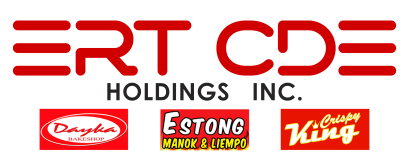 ERT CDE
HOLDINGS INC.
Dayka
BAKESHOP
ESTONG
MANOK & LIEMPO
Crispy
King